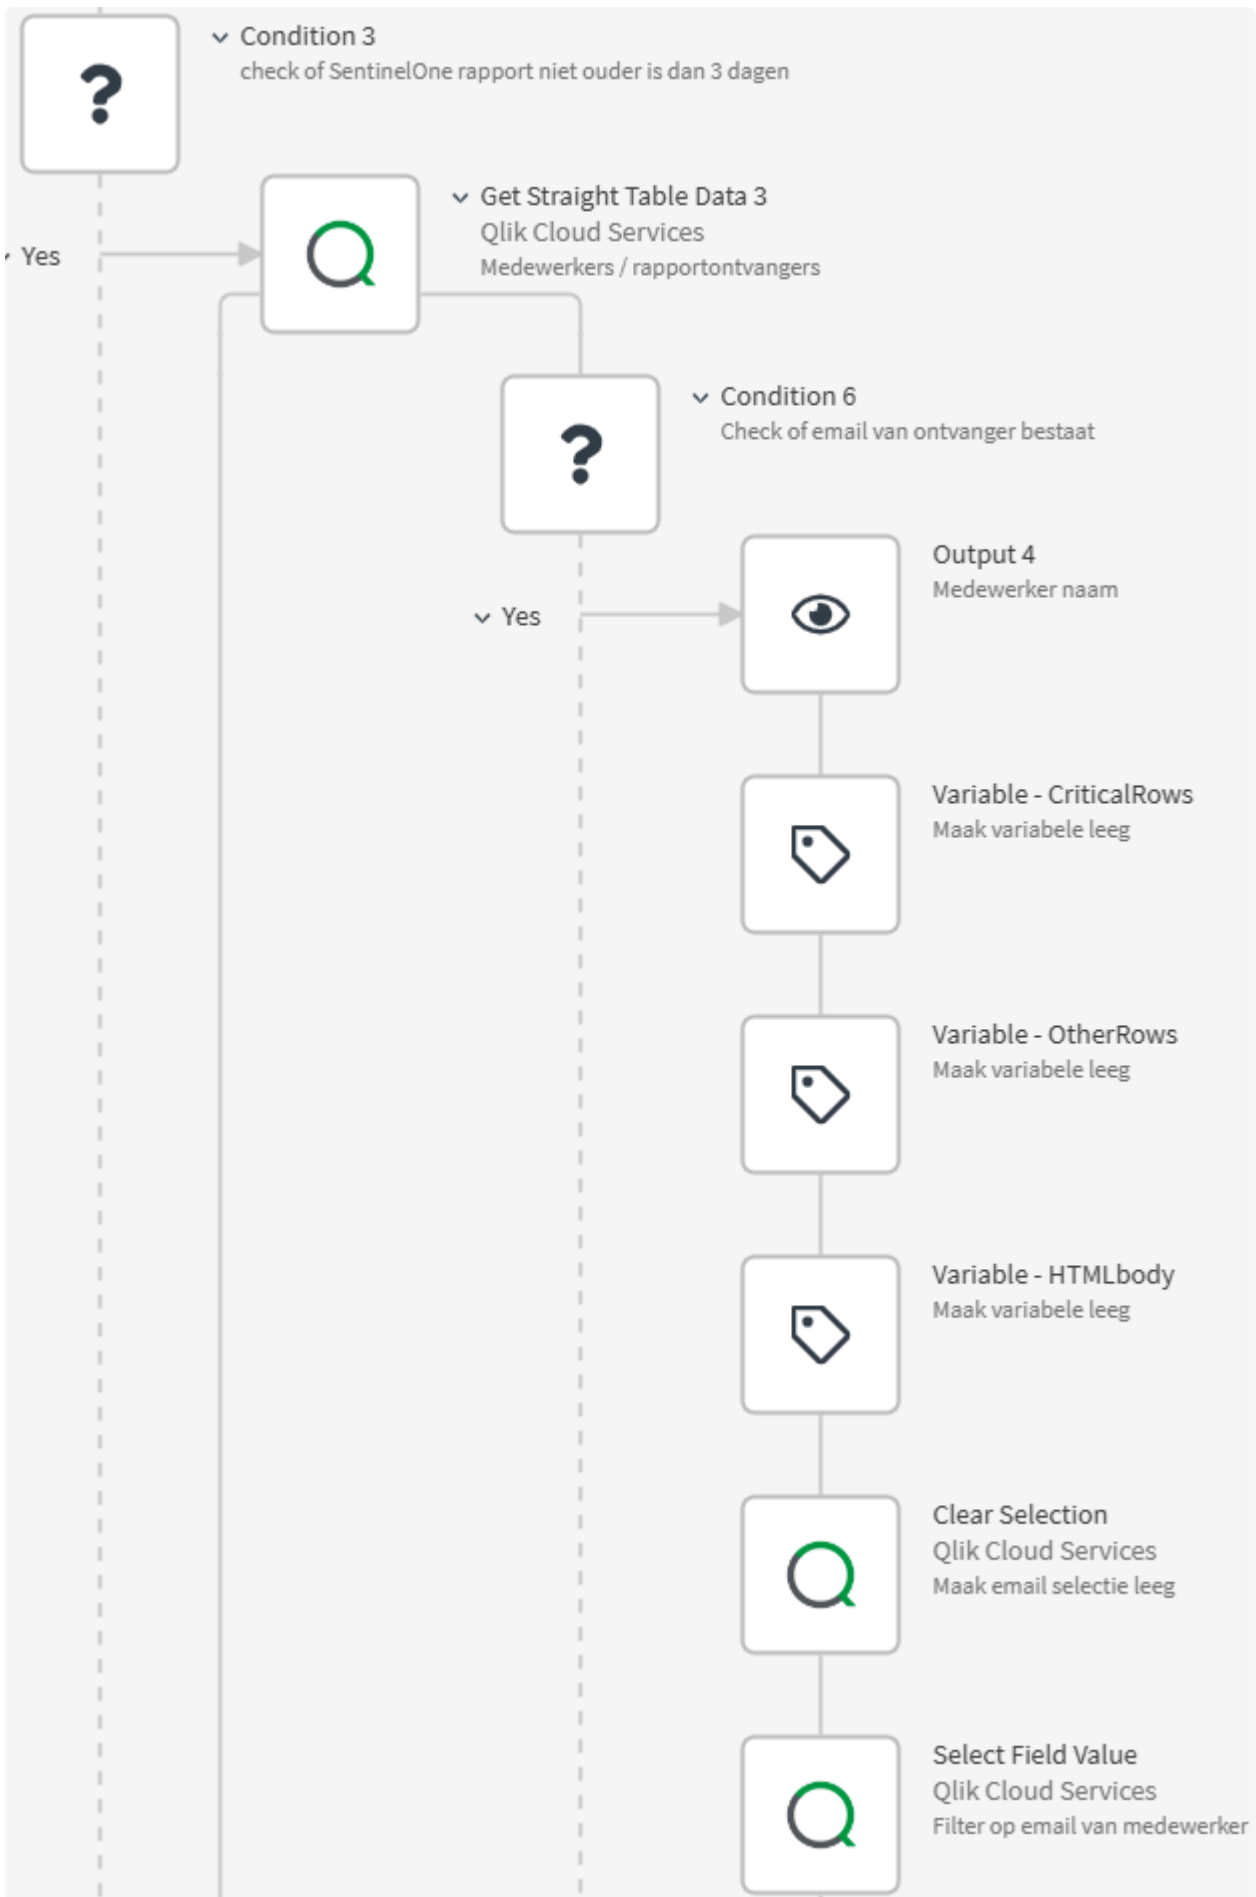 Condition 3
check of SentinelOne rapport niet ouder is dan 3 dagen
Get Straight Table Data 3
Qlik Cloud Services
Medewerkers / rapportontvangers
Yes
Condition 6
Check of email van ontvanger bestaat
Output 4
Medewerker naam
Yes
Variable - CriticalRows
Maak variabele leeg
Variable - OtherRows
Maak variabele leeg
Variable - HTMLbody
Maak variabele leeg
Clear Selection
Qlik Cloud Services
Maak email selectie leeg
Select Field Value
Qlik Cloud Services
Filter op email van medewerker